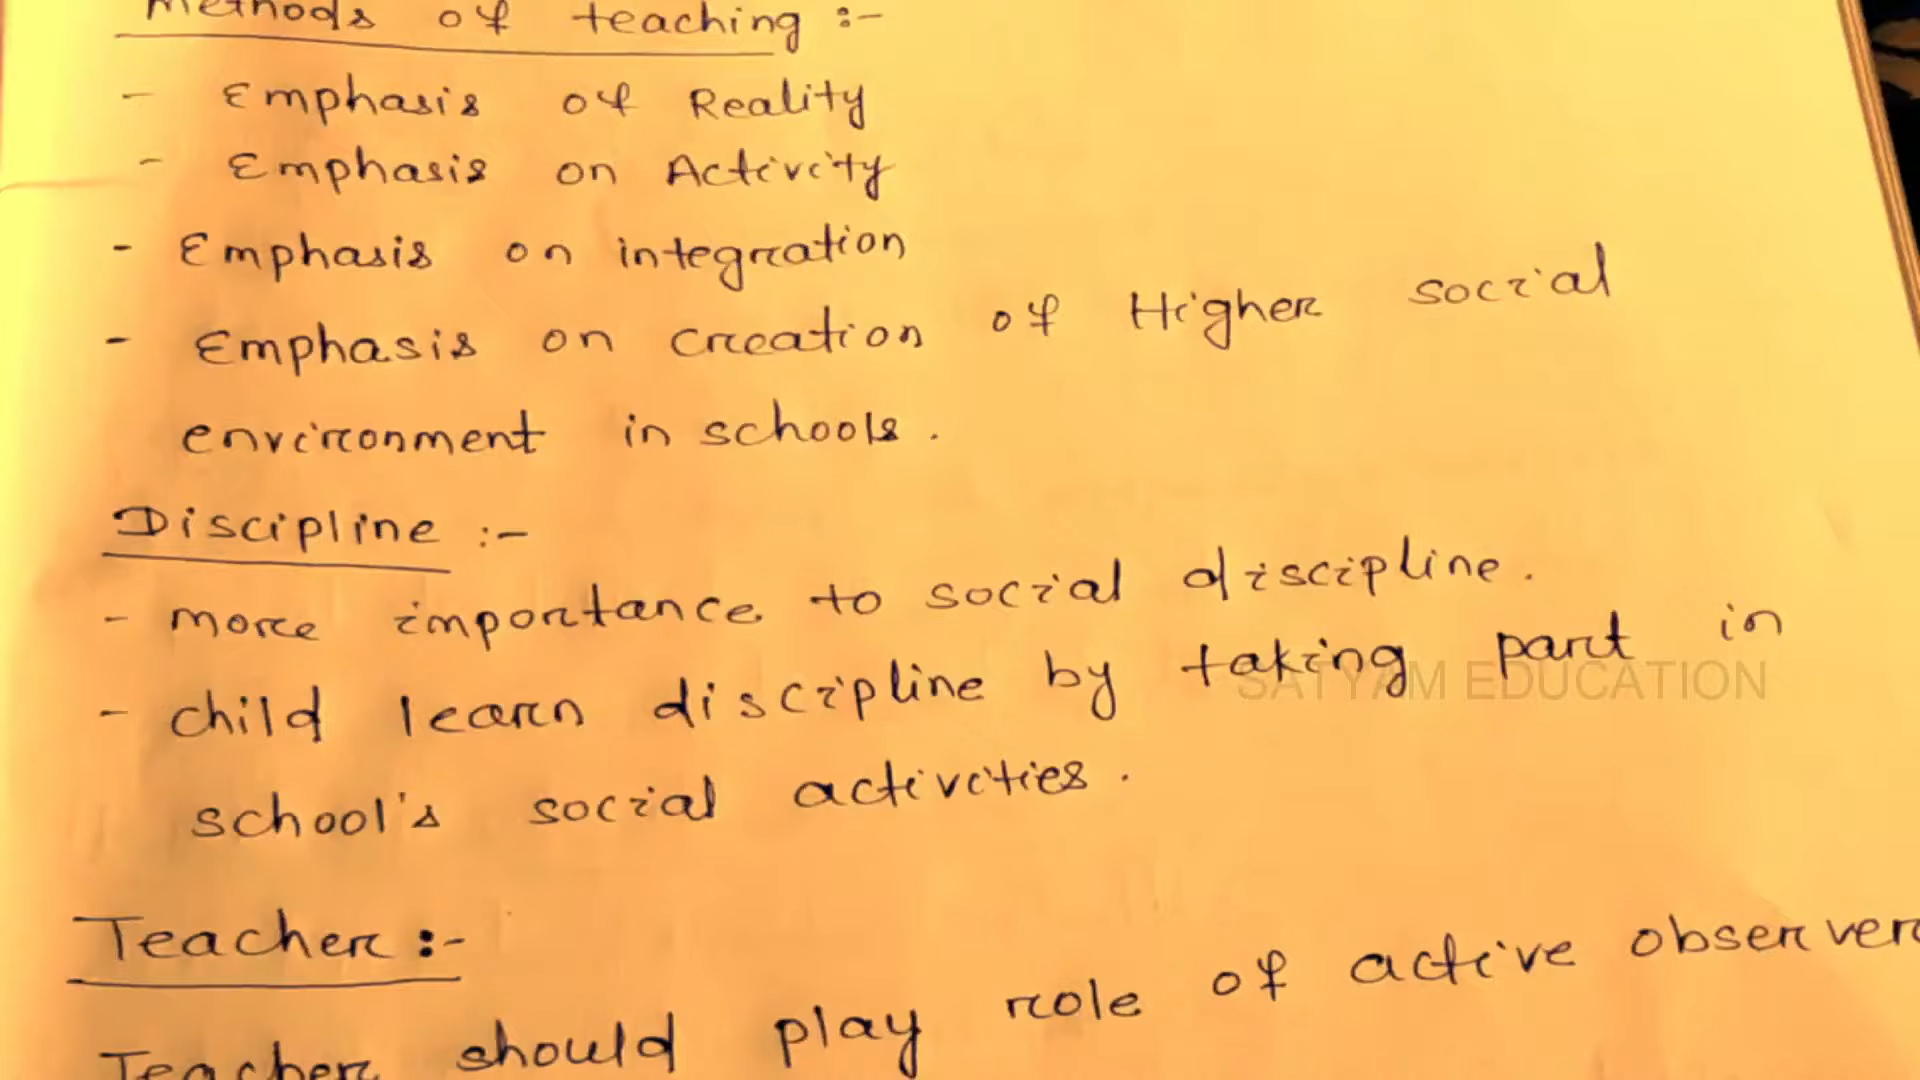 Methods of teaching :-
- Emphasis of Reality
- Emphasis on Activity
- Emphasis on integration
- Emphasis on creation of Higher social
environment in schools.
Discipline :-
- more importance to social discipline.
- child learn discipline by taking part in
SATYAM EDUCATION
school's social activities.
Teacher :-
Teacher should play role of active observer